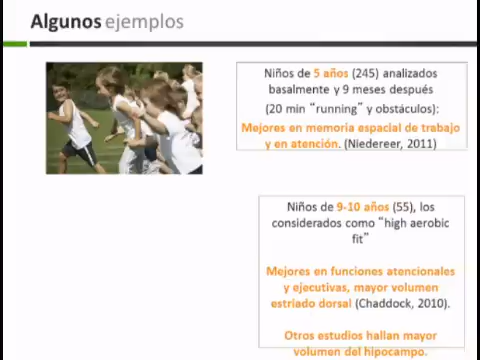 Algunos ejemplos
Niños de 5 años (245) analizados
basalmente y 9 meses después
(20 min “running” y obstáculos):
Mejores en memoria espacial de trabajo
y en atención. (Niedereer, 2011)
Niños de 9-10 años (55), los
considerados como “high aerobic
fit”
Mejores en funciones atencionales
y ejecutivas, mayor volumen
estriado dorsal (Chaddock, 2010).
Otros estudios hallan mayor
volumen del hipocampo.